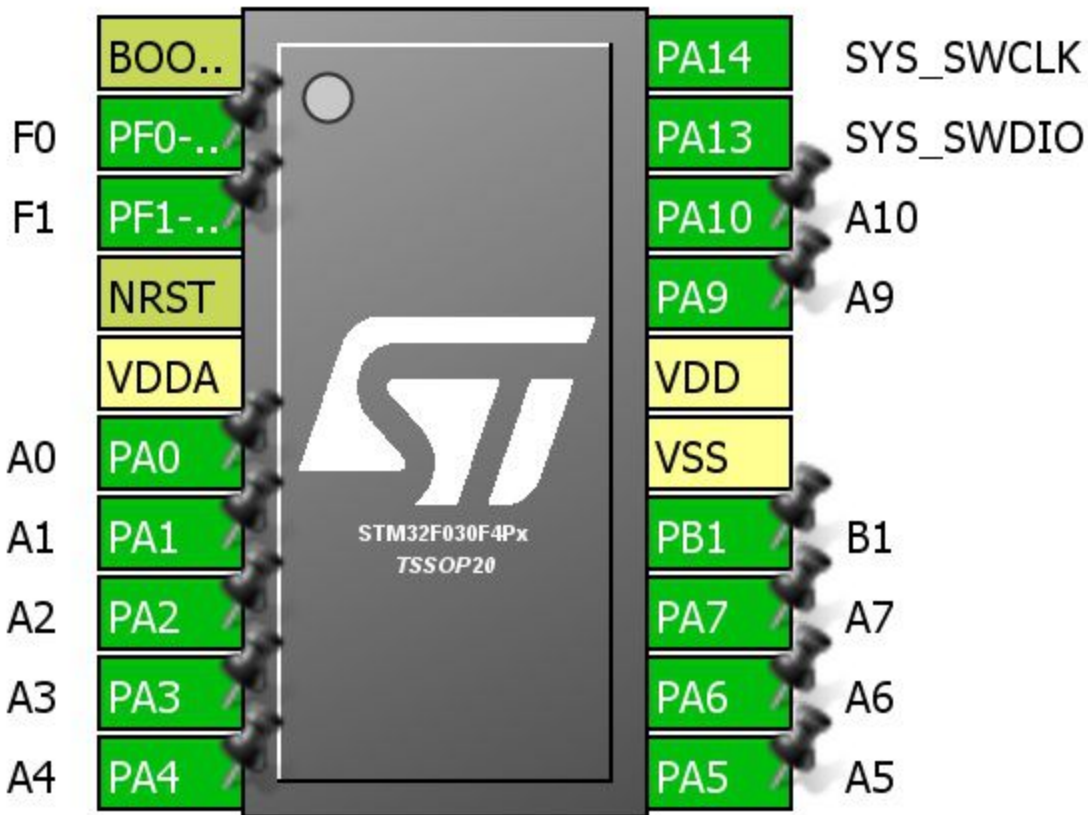 BOO.. PA14 SYS_SWCLK
F0 PF0-.. PA13 SYS_SWDIO
F1 PF1-.. PA10 A10
NRST PA9 A9
VDDA VDD
A0 PA0 VSS
A1 PA1 PB1 B1
A2 PA2 PA7 A7
A3 PA3 PA6 A6
A4 PA4 PA5 A5
ST
STM32F030F4Px
TSSOP20